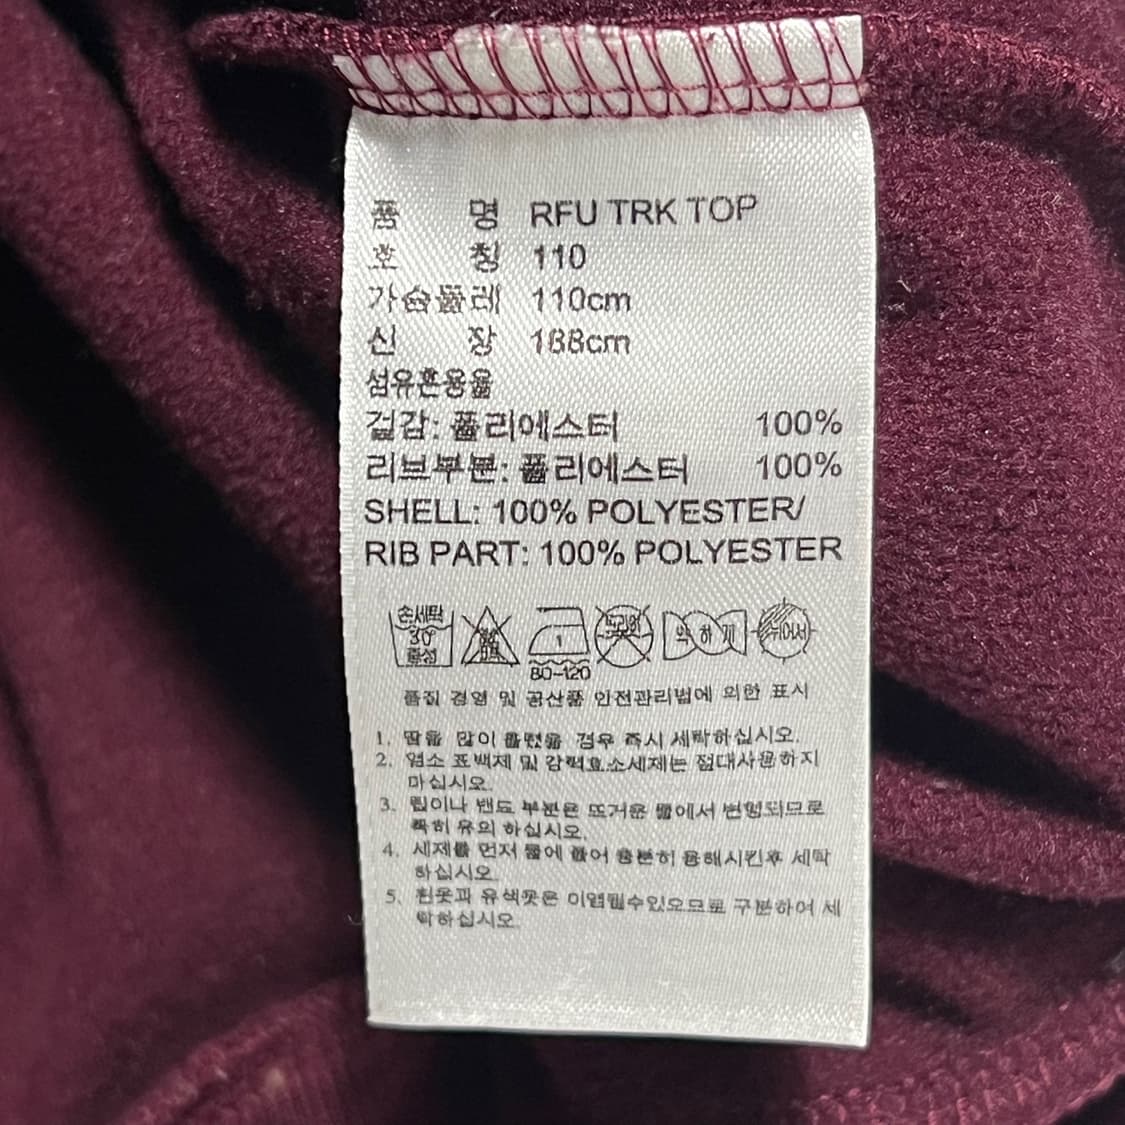 품 명 RFU TRK TOP
호 칭 110
가슴둘레 110cm
신 장 188cm
섬유혼용율
겉감: 폴리에스터 100%
리브부분: 폴리에스터 100%
SHELL: 100% POLYESTER/
RIB PART: 100% POLYESTER
손세탁 30° 중성 1 드라이 약하게 뉘어서
80-120
품질 경영 및 공산품 안전관리법에 의한 표시
1. 땀을 많이 흘렸을 경우 즉시 세탁하십시오.
2. 염소 표백제 및 강력효소세제는 절대사용하지
마십시오.
3. 립이나 밴드 부분은 뜨거운 물에서 변형되므로
특히 유의 하십시오.
4. 세제를 먼저 물에 풀어 충분히 용해시킨후 세탁
하십시오.
5. 흰옷과 유색옷은 이염될수있으므로 구분하여 세
탁하십시오.